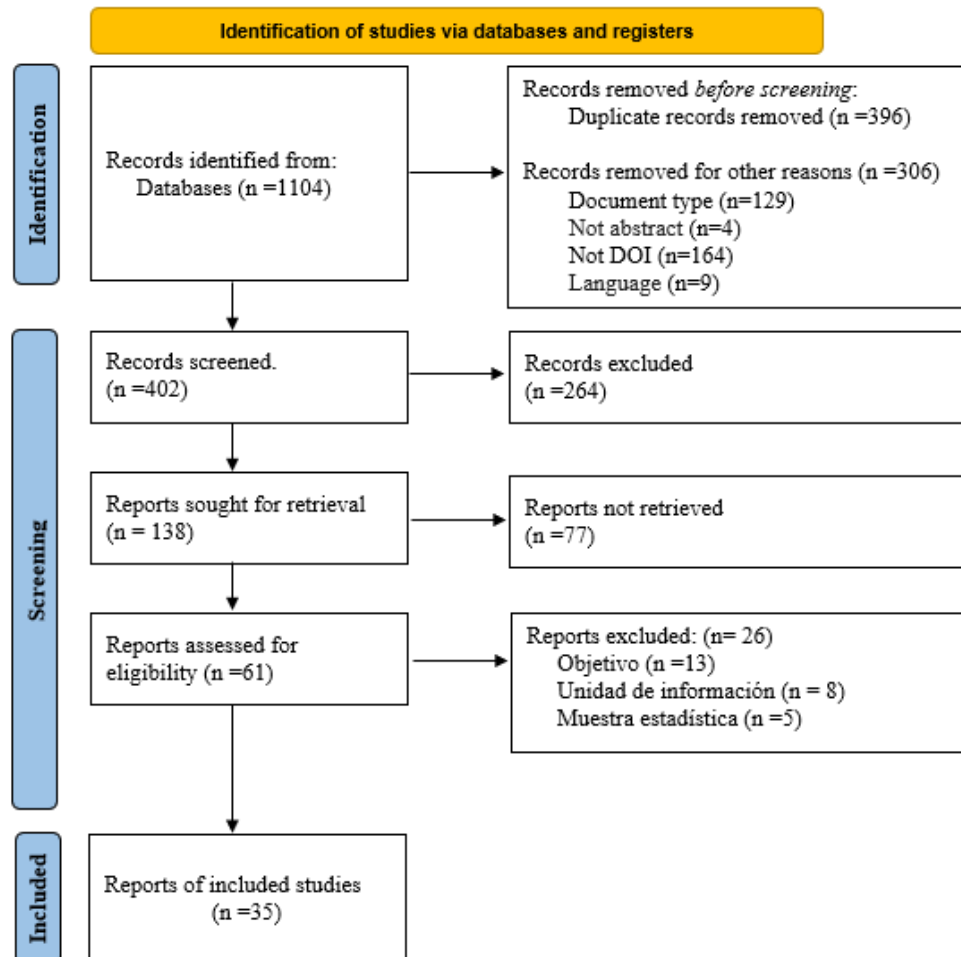 Identification of studies via databases and registers
Identification
Records identified from:
Databases (n =1104)
Records removed before screening:
Duplicate records removed (n =396)
Records removed for other reasons (n =306)
Document type (n=129)
Not abstract (n=4)
Not DOI (n=164)
Language (n=9)
Screening
Records screened.
(n =402)
Records excluded
(n =264)
Reports sought for retrieval
(n = 138)
Reports not retrieved
(n =77)
Reports assessed for
eligibility (n =61)
Reports excluded: (n= 26)
Objetivo (n =13)
Unidad de información (n = 8)
Muestra estadística (n =5)
Included
Reports of included studies
(n =35)